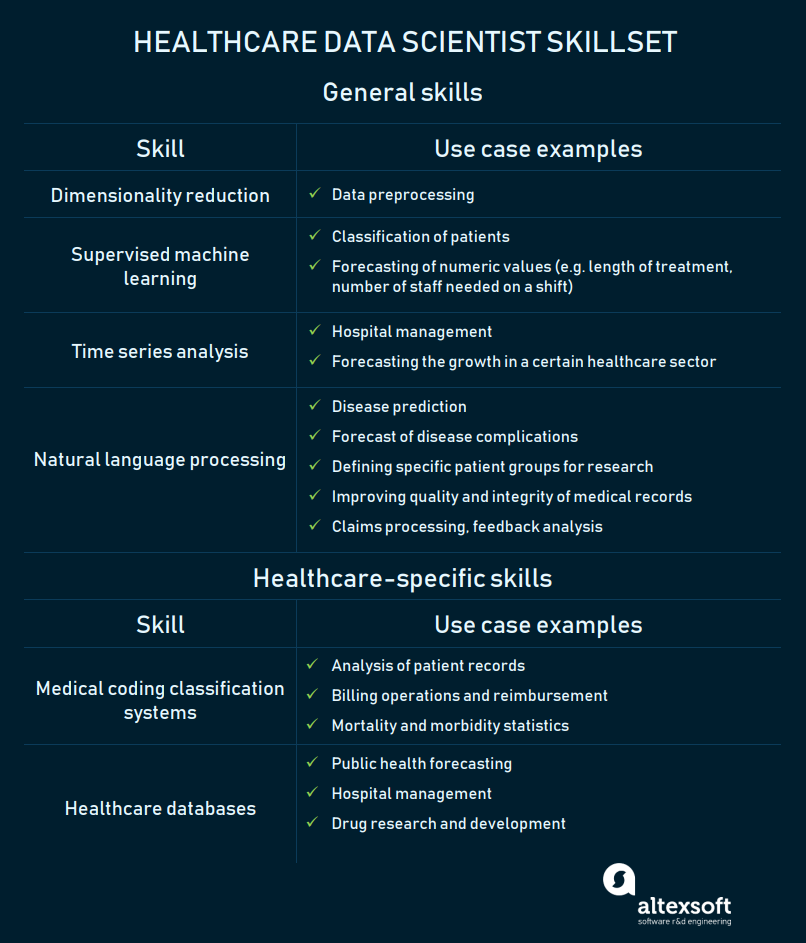 HEALTHCARE DATA SCIENTIST SKILLSET
General skills
Skill
Use case examples
Dimensionality reduction
Data preprocessing
Supervised machine
learning
Classification of patients
Forecasting of numeric values (e.g. length of treatment,
number of staff needed on a shift)
Time series analysis
Hospital management
Forecasting the growth in a certain healthcare sector
Natural language processing
Disease prediction
Forecast of disease complications
Defining specific patient groups for research
Improving quality and integrity of medical records
Claims processing, feedback analysis
Healthcare-specific skills
Skill
Use case examples
Medical coding classification
systems
Analysis of patient records
Billing operations and reimbursement
Mortality and morbidity statistics
Healthcare databases
Public health forecasting
Hospital management
Drug research and development
altexsoft
software r&d engineering